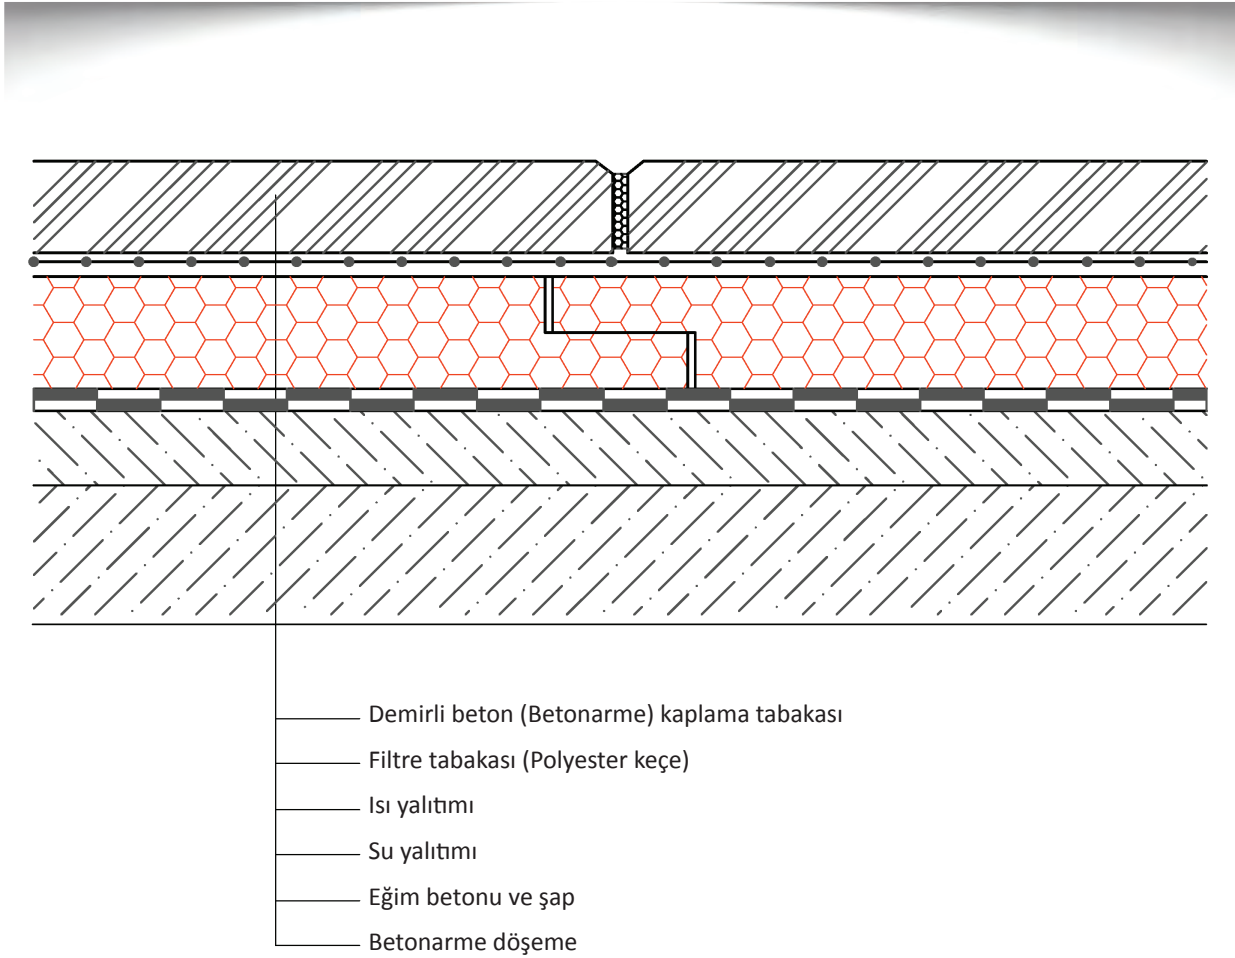 Demirli beton (Betonarme) kaplama tabakası
Filtre tabakası (Polyester keçe)
Isı yalıtımı
Su yalıtımı
Eğim betonu ve şap
Betonarme döşeme